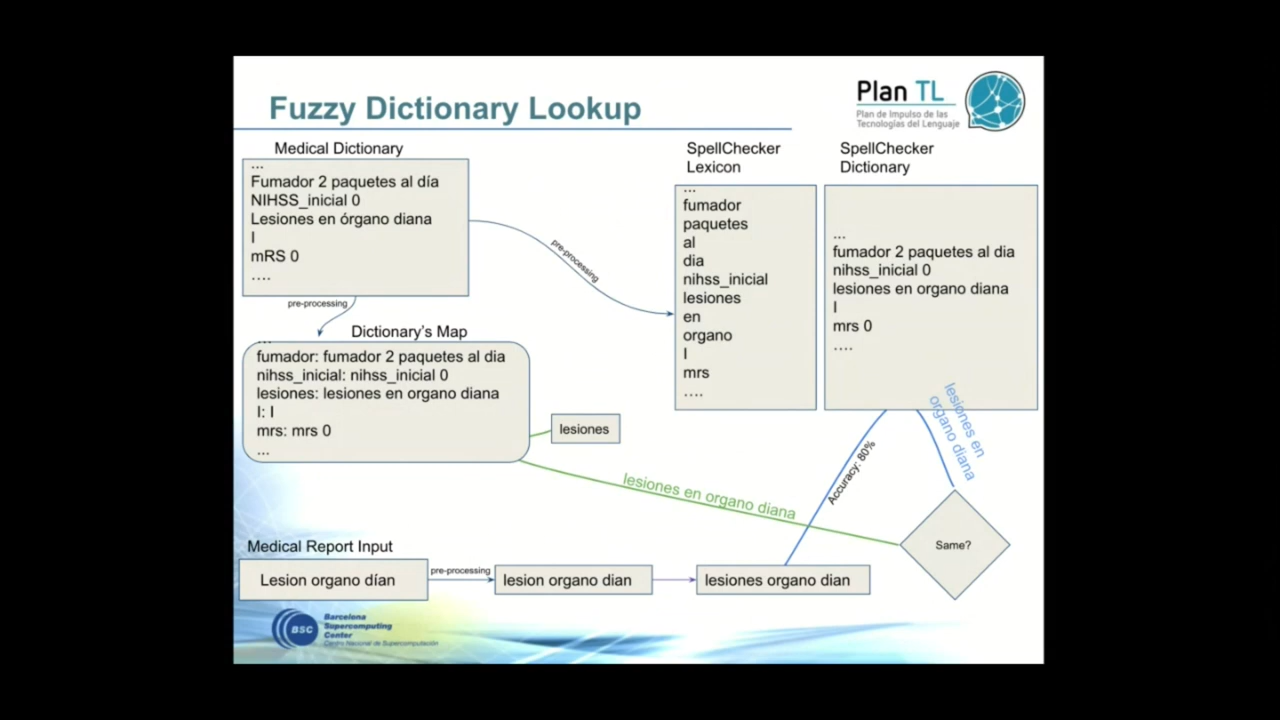 Fuzzy Dictionary Lookup
Plan TL
Plan de Impulso de las
Tecnologías del Lenguaje
Medical Dictionary
...
Fumador 2 paquetes al día
NIHSS_inicial 0
Lesiones en órgano diana
I
mRS 0
....
pre-processing
pre-processing
Dictionary's Map
...
fumador: fumador 2 paquetes al dia
nihss_inicial: nihss_inicial 0
lesiones: lesiones en organo diana
I: I
mrs: mrs 0
...
lesiones
lesiones en organo diana
SpellChecker
Lexicon
...
fumador
paquetes
al
dia
nihss_inicial
lesiones
en
organo
I
mrs
....
SpellChecker
Dictionary
...
fumador 2 paquetes al dia
nihss_inicial 0
lesiones en organo diana
I
mrs 0
....
lesiones en
organo diana
Accuracy: 80%
Same?
Medical Report Input
Lesion organo dían
pre-processing
lesion organo dian
lesiones organo dian
BSC
Barcelona
Supercomputing
Center
Centro Nacional de Supercomputación